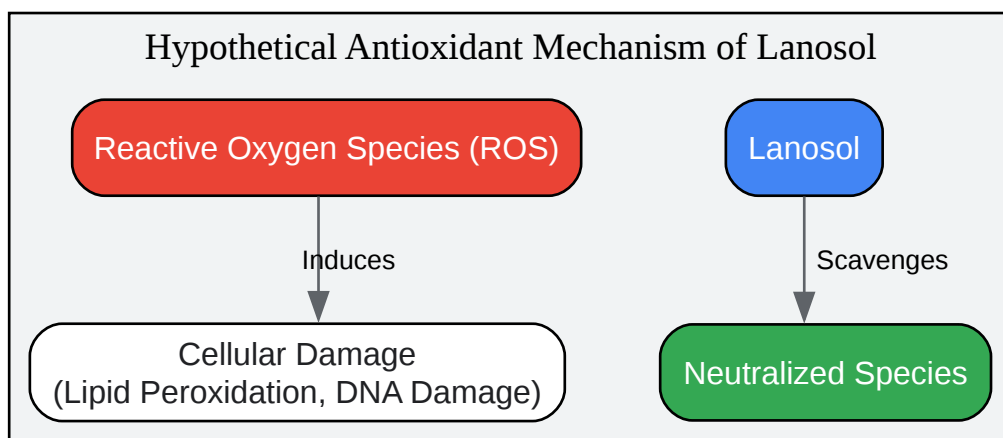 Hypothetical Antioxidant Mechanism of Lanosol
Reactive Oxygen Species (ROS)
Lanosol
Induces
Scavenges
Cellular Damage
(Lipid Peroxidation, DNA Damage)
Neutralized Species